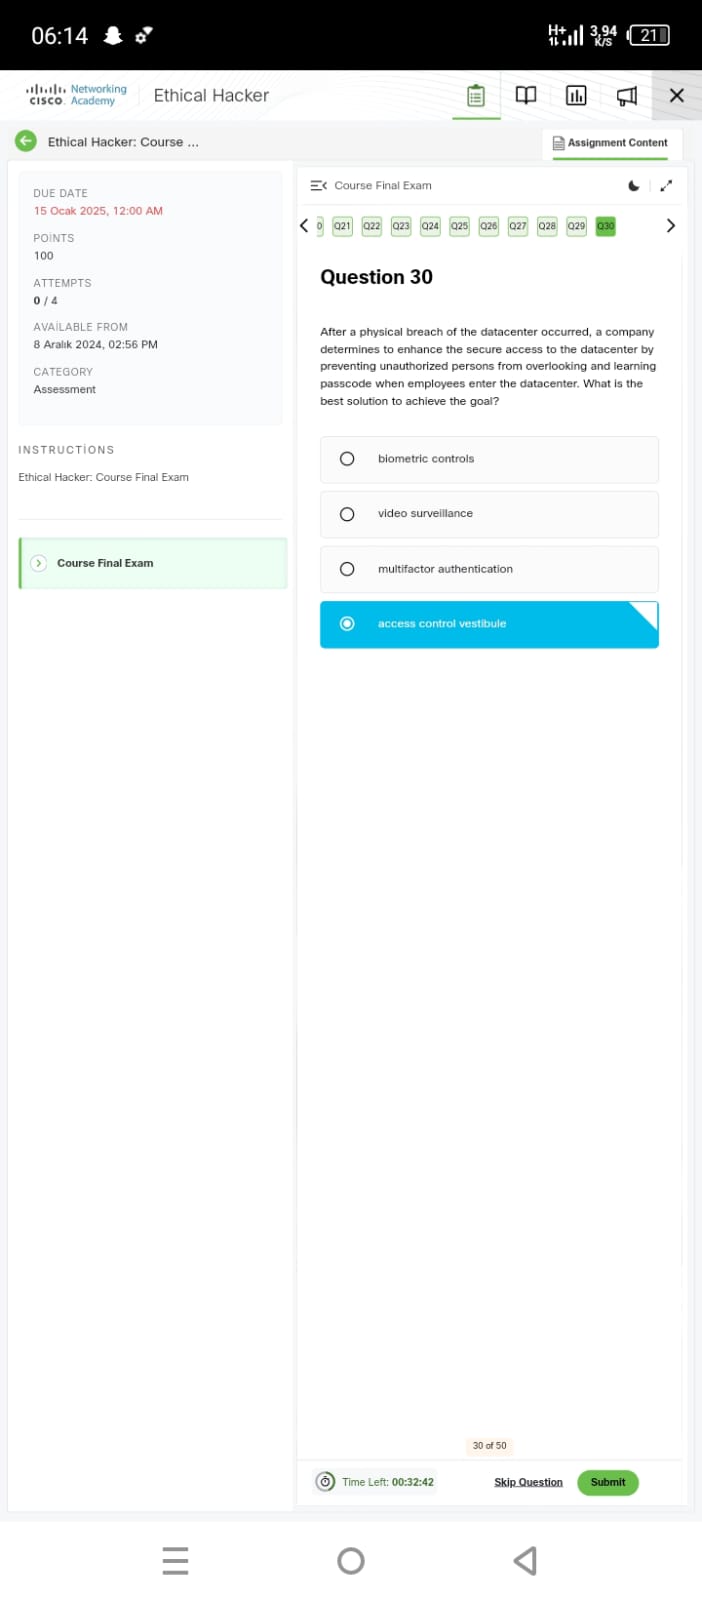 06:14
H+ 3,94 K/S 21
Networking
CISCO. Academy
Ethical Hacker
Ethical Hacker: Course ...
Assignment Content
DUE DATE
15 Ocak 2025, 12:00 AM
POİNTS
100
ATTEMPTS
0 / 4
AVAİLABLE FROM
8 Aralık 2024, 02:56 PM
CATEGORY
Assessment
INSTRUCTİONS
Ethical Hacker: Course Final Exam
Course Final Exam
Course Final Exam
0 Q21 Q22 Q23 Q24 Q25 Q26 Q27 Q28 Q29 Q30
Question 30
After a physical breach of the datacenter occurred, a company
determines to enhance the secure access to the datacenter by
preventing unauthorized persons from overlooking and learning
passcode when employees enter the datacenter. What is the
best solution to achieve the goal?
biometric controls
video surveillance
multifactor authentication
access control vestibule
30 of 50
Time Left: 00:32:42
Skip Question
Submit